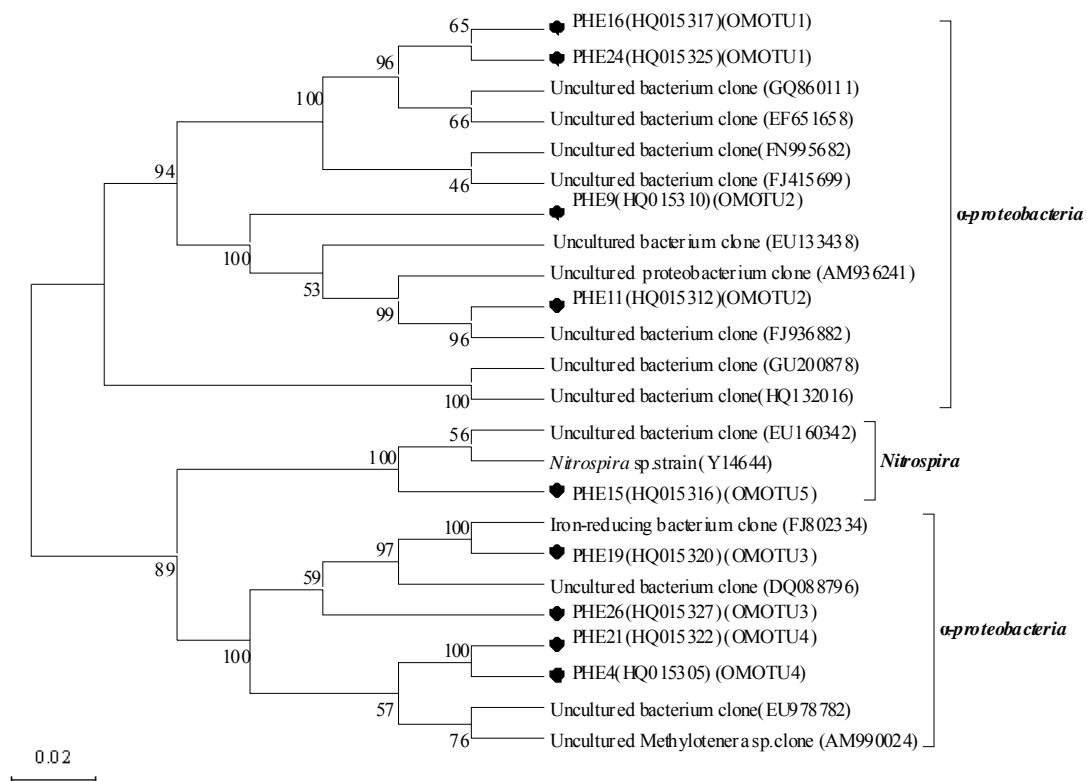 65
PHE16(HQ015317)(OMOTU1)
PHE24(HQ015325)(OMOTU1)
96
Uncultured bacterium clone (GQ860111)
100
66
Uncultured bacterium clone (EF651658)
Uncultured bacterium clone(FN995682)
94
46
Uncultured bacterium clone (FJ415699)
PHE9(HQ015310)(OMOTU2)
α-proteobacteria
100
Uncultured bacterium clone (EU133438)
53
Uncultured proteobacterium clone (AM936241)
99
PHE11(HQ015312)(OMOTU2)
96
Uncultured bacterium clone (FJ936882)
Uncultured bacterium clone (GU200878)
100
Uncultured bacterium clone(HQ132016)
56
Uncultured bacterium clone (EU160342)
100
Nitrospira sp.strain(Y14644)
Nitrospira
PHE15(HQ015316)(OMOTU5)
89
100
Iron-reducing bacterium clone (FJ802334)
97
PHE19(HQ015320)(OMOTU3)
59
Uncultured bacterium clone (DQ088796)
PHE26(HQ015327)(OMOTU3)
α-proteobacteria
100
100
PHE21(HQ015322)(OMOTU4)
PHE4(HQ015305)(OMOTU4)
57
Uncultured bacterium clone(EU978782)
76
Uncultured Methylotenera sp.clone (AM990024)
0.02